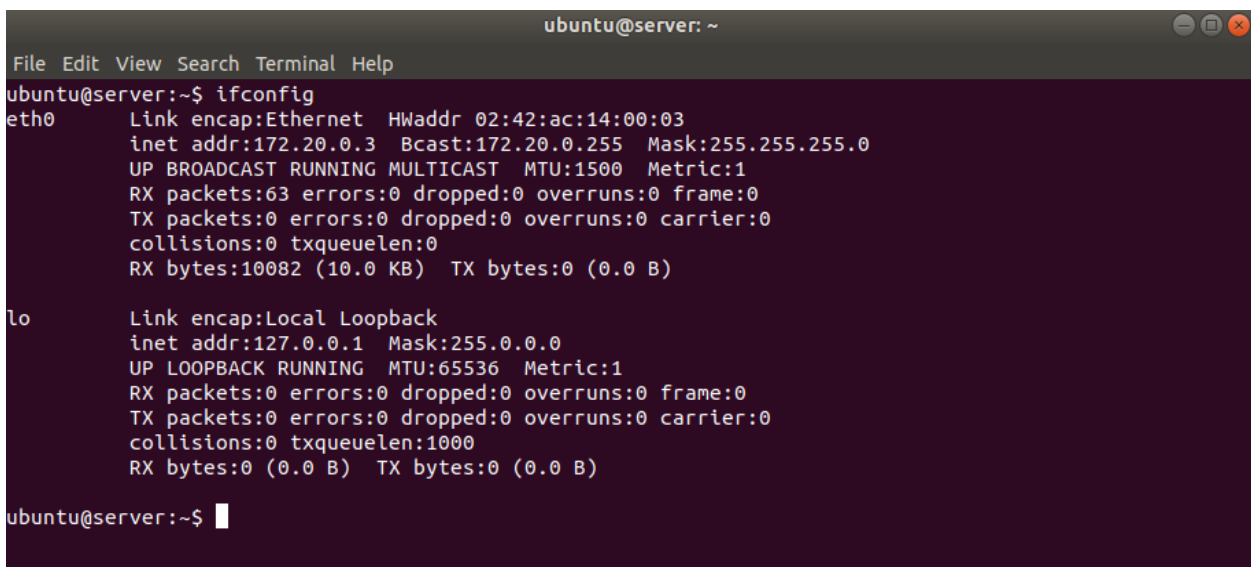 ubuntu@server: ~
File Edit View Search Terminal Help
ubuntu@server:~$ ifconfig
eth0      Link encap:Ethernet  HWaddr 02:42:ac:14:00:03
          inet addr:172.20.0.3  Bcast:172.20.0.255  Mask:255.255.255.0
          UP BROADCAST RUNNING MULTICAST  MTU:1500  Metric:1
          RX packets:63 errors:0 dropped:0 overruns:0 frame:0
          TX packets:0 errors:0 dropped:0 overruns:0 carrier:0
          collisions:0 txqueuelen:0
          RX bytes:10082 (10.0 KB)  TX bytes:0 (0.0 B)

lo        Link encap:Local Loopback
          inet addr:127.0.0.1  Mask:255.0.0.0
          UP LOOPBACK RUNNING  MTU:65536  Metric:1
          RX packets:0 errors:0 dropped:0 overruns:0 frame:0
          TX packets:0 errors:0 dropped:0 overruns:0 carrier:0
          collisions:0 txqueuelen:1000
          RX bytes:0 (0.0 B)  TX bytes:0 (0.0 B)

ubuntu@server:~$